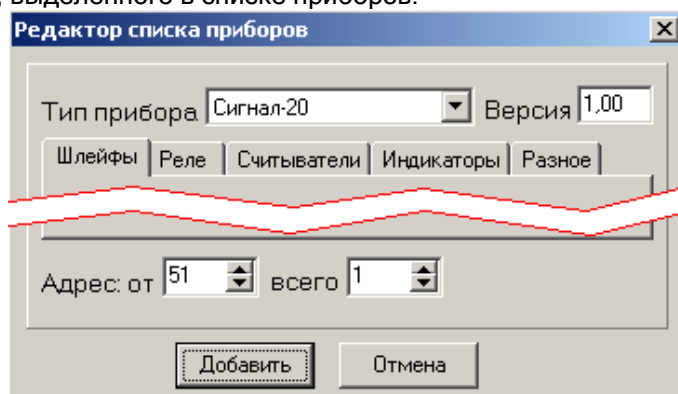 выделенного в списке приборов.
Редактор списка приборов
Тип прибора Сигнал-20 Версия 1,00
Шлейфы Реле Считыватели Индикаторы Разное
Адрес: от 51 всего 1
Добавить Отмена